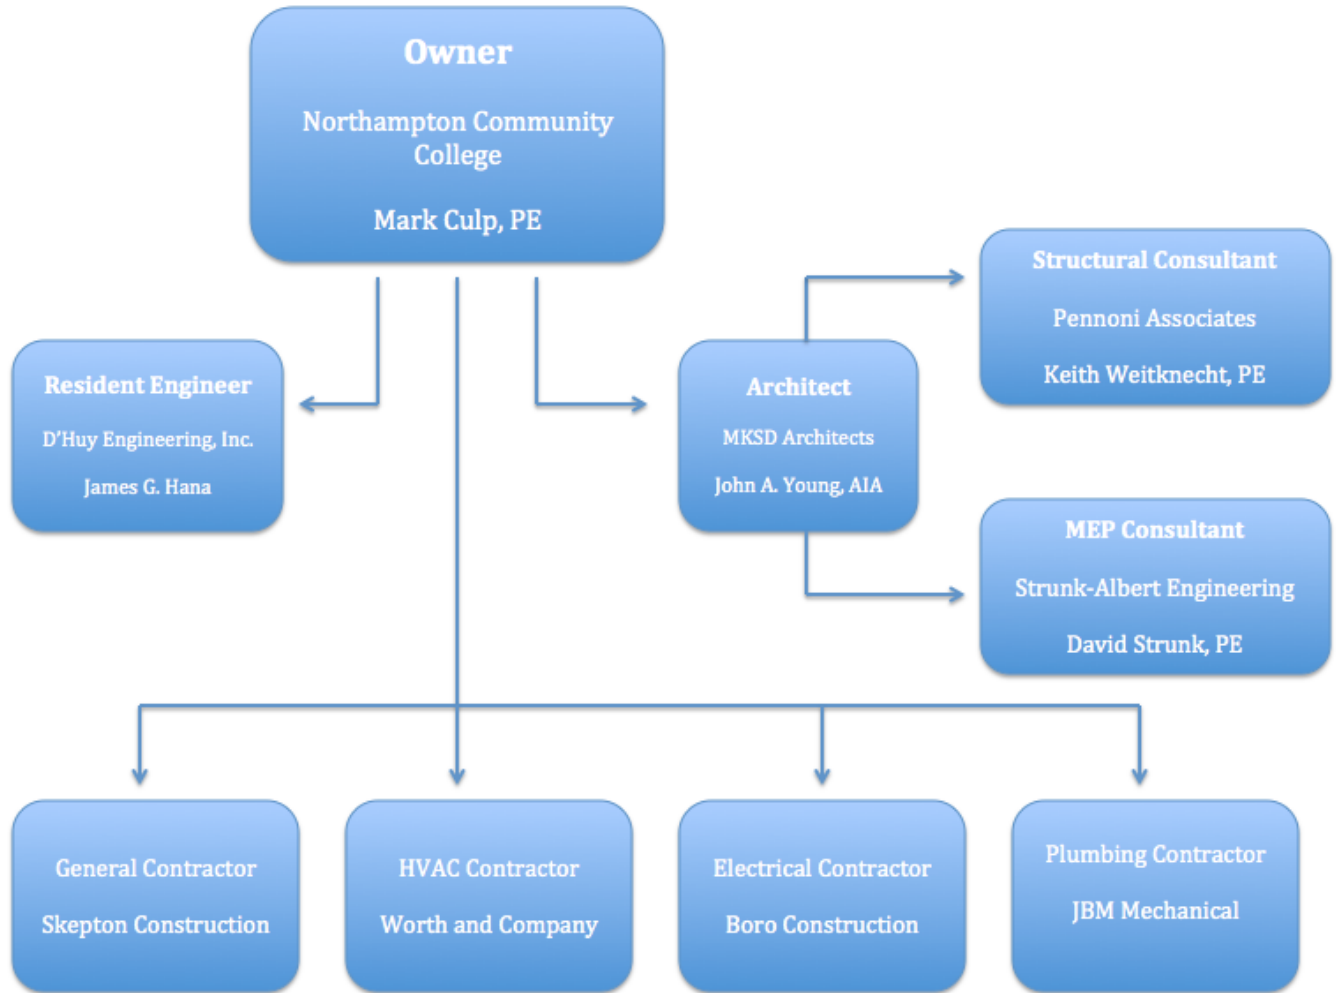 Owner
Northampton Community
College
Mark Culp, PE
Structural Consultant
Pennoni Associates
Keith Weitknecht, PE
Resident Engineer
D'Huy Engineering, Inc.
James G. Hana
Architect
MKSD Architects
John A. Young, AIA
MEP Consultant
Strunk-Albert Engineering
David Strunk, PE
General Contractor
Skepton Construction
HVAC Contractor
Worth and Company
Electrical Contractor
Boro Construction
Plumbing Contractor
JBM Mechanical